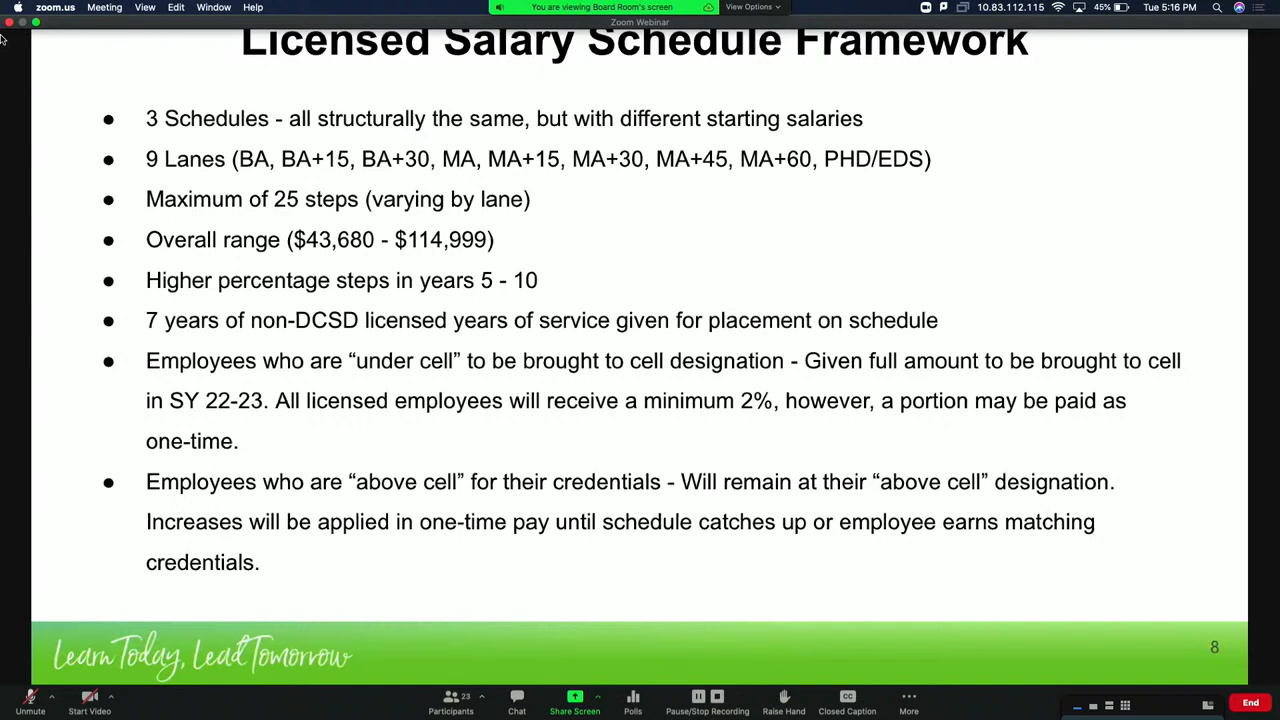 zoom.us Meeting View Edit Window Help You are viewing Board Room's screen View Options 10.83.112.115 45% Tue 5:16 PM
Zoom Webinar
Licensed Salary Schedule Framework
● 3 Schedules - all structurally the same, but with different starting salaries
● 9 Lanes (BA, BA+15, BA+30, MA, MA+15, MA+30, MA+45, MA+60, PHD/EDS)
● Maximum of 25 steps (varying by lane)
● Overall range ($43,680 - $114,999)
● Higher percentage steps in years 5 - 10
● 7 years of non-DCSD licensed years of service given for placement on schedule
● Employees who are “under cell” to be brought to cell designation - Given full amount to be brought to cell
in SY 22-23. All licensed employees will receive a minimum 2%, however, a portion may be paid as
one-time.
● Employees who are “above cell” for their credentials - Will remain at their “above cell” designation.
Increases will be applied in one-time pay until schedule catches up or employee earns matching
credentials.
Learn Today, Lead Tomorrow
8
23
Unmute Start Video Participants Chat Share Screen Polls Pause/Stop Recording Raise Hand Closed Caption More End